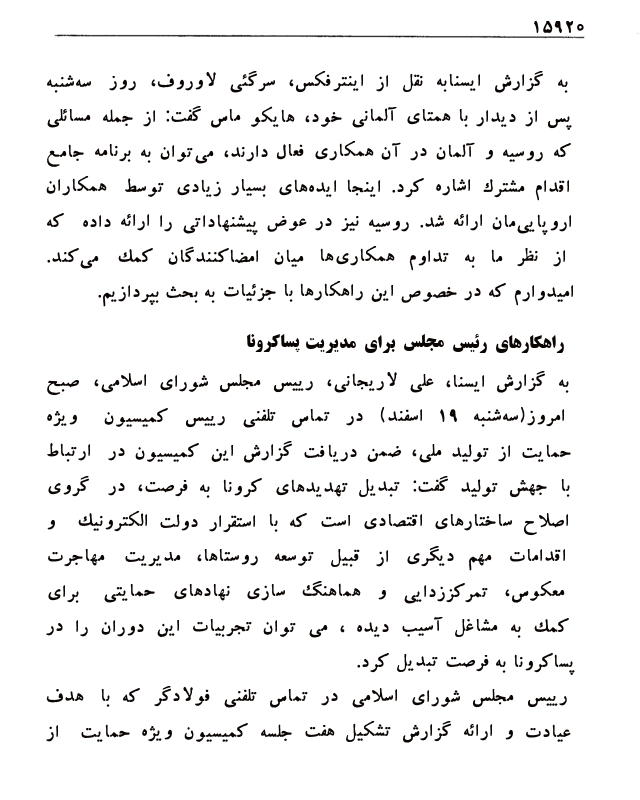 ۱۵۹۲۰
به گزارش ایسنابه نقل از اینترفکس، سرگئی لاوروف، روز سه‌شنبه
پس از دیدار با همتای آلمانی خود، هایکو ماس گفت: از جمله مسائلی
که روسیه و آلمان در آن همکاری فعال دارند، می‌توان به برنامه جامع
اقدام مشترك اشاره کرد. اینجا ایده‌های بسیار زیادی توسط همکاران
اروپایی‌مان ارائه شد. روسیه نیز در عوض پیشنهاداتی را ارائه داده که
از نظر ما به تداوم همکاری‌ها میان امضاکنندگان کمك می‌کند.
امیدوارم که در خصوص این راهکارها با جزئیات به بحث بپردازیم.
راهکارهای رئیس مجلس برای مدیریت پساکرونا
به گزارش ایسنا، علی لاریجانی، رییس مجلس شورای اسلامی، صبح
امروز(سه‌شنبه ۱۹ اسفند) در تماس تلفنی رییس کمیسیون ویژه
حمایت از تولید ملی، ضمن دریافت گزارش این کمیسیون در ارتباط
با جهش تولید گفت: تبدیل تهدیدهای کرونا به فرصت، در گروی
اصلاح ساختارهای اقتصادی است که با استقرار دولت الکترونیك و
اقدامات مهم دیگری از قبیل توسعه روستاها، مدیریت مهاجرت
معکوس، تمرکززدایی و هماهنگ سازی نهادهای حمایتی برای
کمك به مشاغل آسیب دیده ، می توان تجربیات این دوران را در
پساکرونا به فرصت تبدیل کرد.
رییس مجلس شورای اسلامی در تماس تلفنی فولادگر که با هدف
عیادت و ارائه گزارش تشکیل هفت جلسه کمیسیون ویژه حمایت از